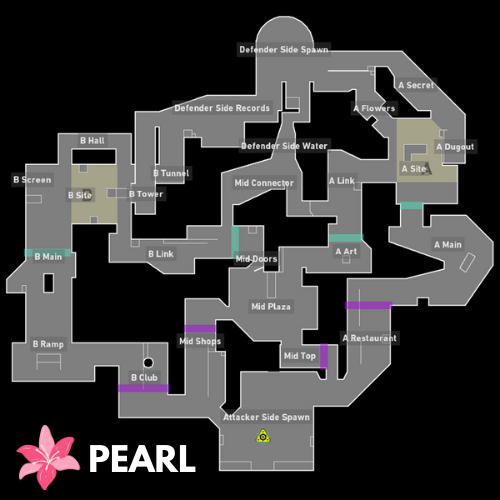 Defender Side Spawn
A Secret
Defender Side Records
A Flowers
B Hall
Defender Side Water
A Dugout
A Site
B Screen
B Tunnel
Mid Connector
A Link
B Site
B Tower
A Main
B Link
A Art
B Main
Mid Doors
Mid Plaza
A Restaurant
Mid Shops
B Ramp
Mid Top
B Club
Attacker Side Spawn
PEARL